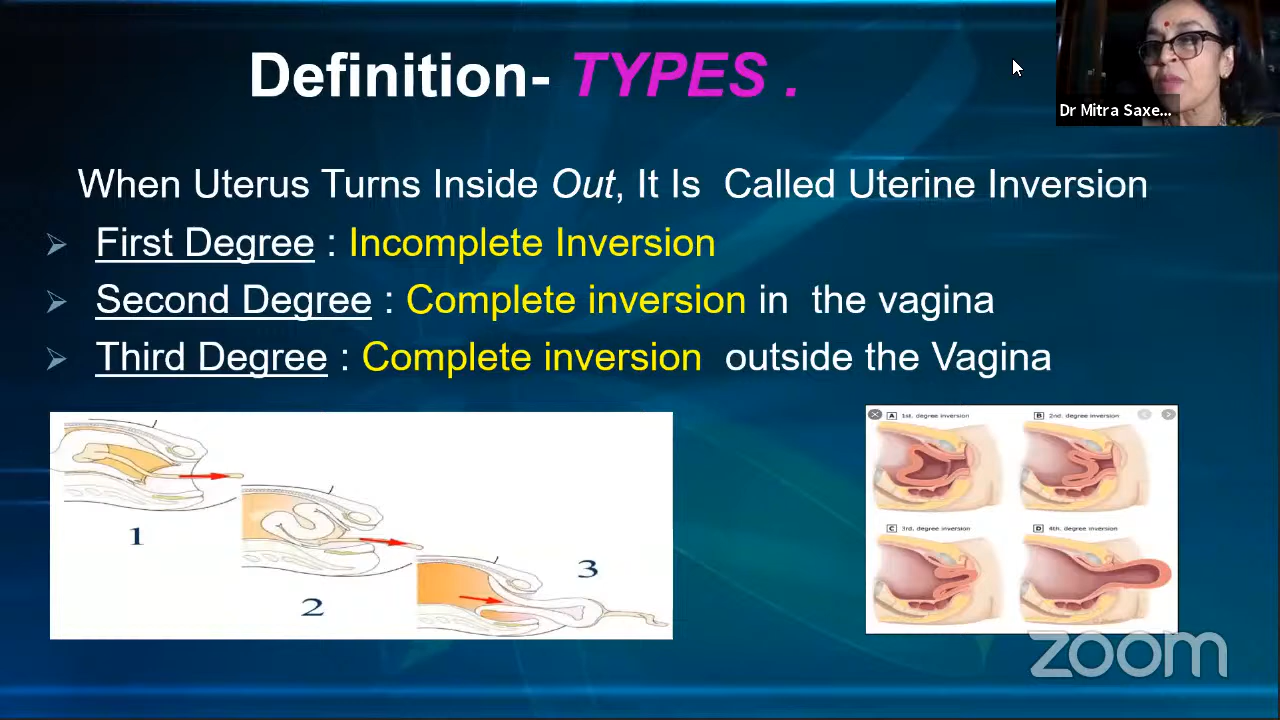 Definition- TYPES .
Dr Mitra Saxe...
When Uterus Turns Inside Out, It Is Called Uterine Inversion
First Degree : Incomplete Inversion
Second Degree : Complete inversion in the vagina
Third Degree : Complete inversion outside the Vagina
1
2
3
A 1st. degree inversion
B 2nd. degree inversion
C 3rd. degree inversion
D 4th. degree inversion
zoom